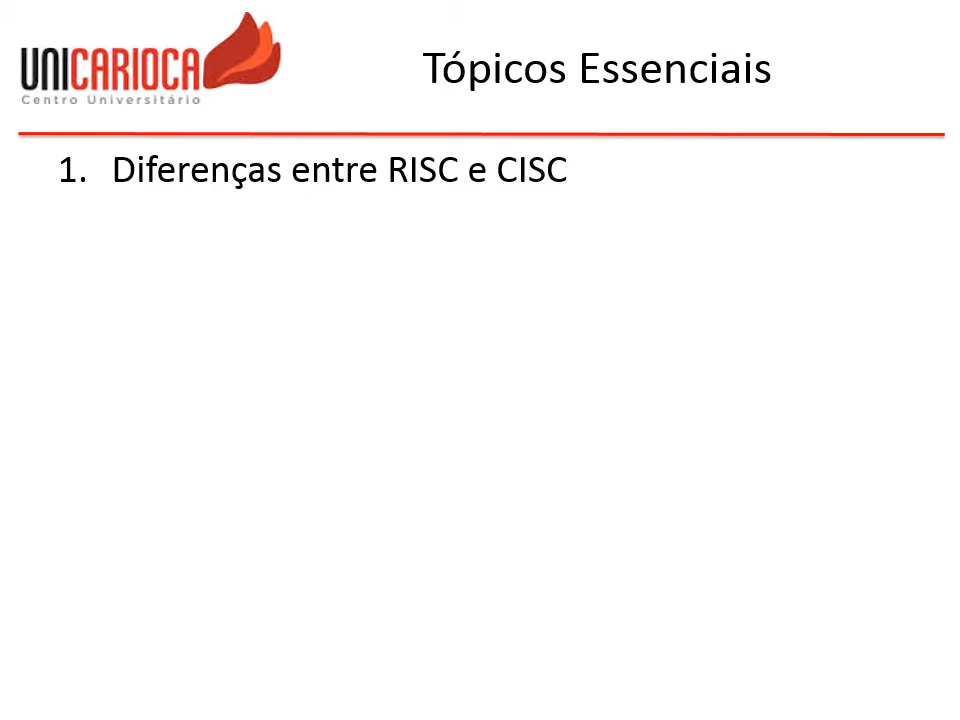 UNICARIOCA
Centro Universitário
Tópicos Essenciais
1. Diferenças entre RISC e CISC